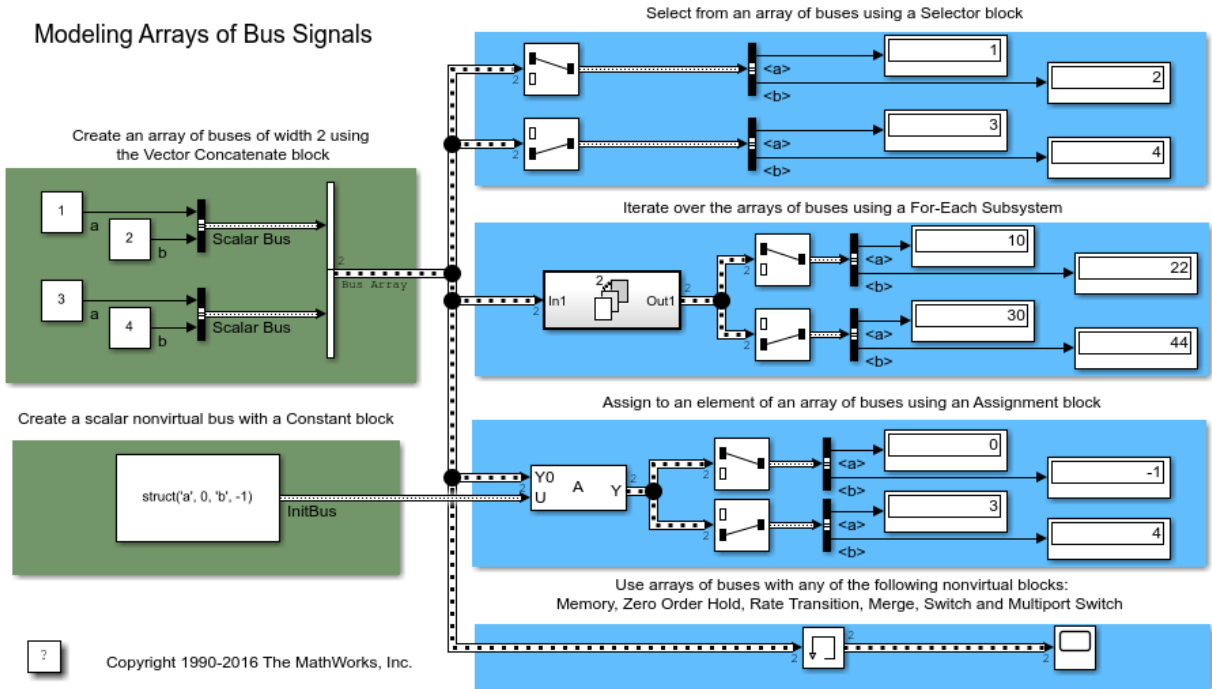 Modeling Arrays of Bus Signals
Select from an array of buses using a Selector block
2
<a>
<b>
1
2
2
<a>
<b>
3
4
Create an array of buses of width 2 using
the Vector Concatenate block
1
a
2
b
Scalar Bus
3
a
4
b
Scalar Bus
2
Bus Array
Iterate over the arrays of buses using a For-Each Subsystem
2
In1
2
Out1
2
2
<a>
<b>
10
22
2
<a>
<b>
30
44
Create a scalar nonvirtual bus with a Constant block
struct('a', 0, 'b', -1)
InitBus
Assign to an element of an array of buses using an Assignment block
2
Y0
U
A
Y
2
2
<a>
<b>
0
-1
2
<a>
<b>
3
4
Use arrays of buses with any of the following nonvirtual blocks:
Memory, Zero Order Hold, Rate Transition, Merge, Switch and Multiport Switch
2
2
2
?
Copyright 1990-2016 The MathWorks, Inc.